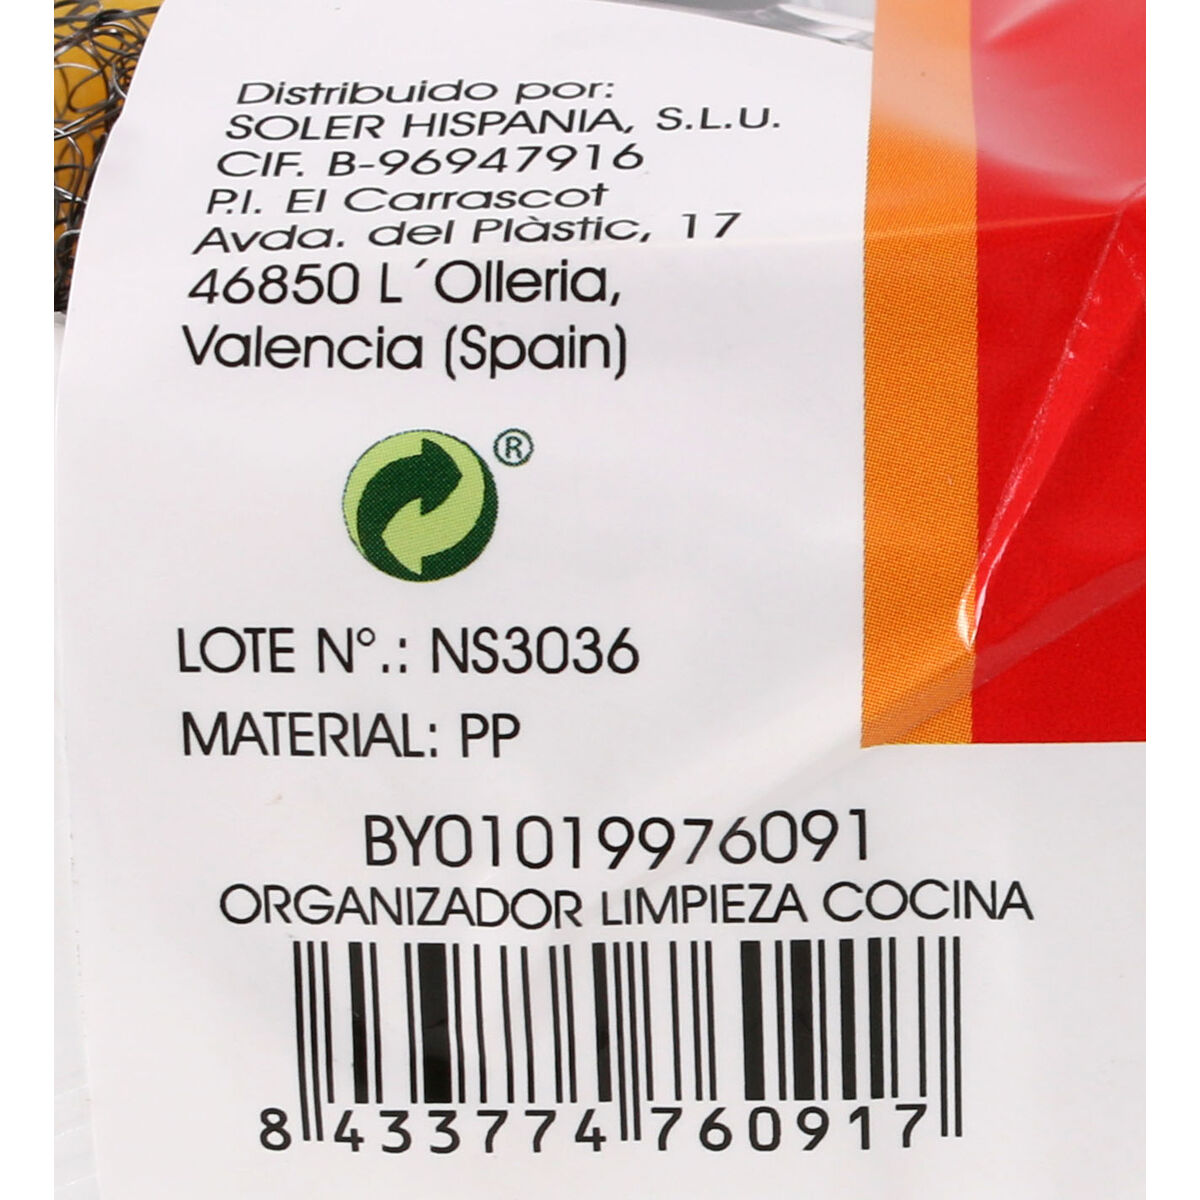 Distribuido por:
SOLER HISPANIA, S.L.U.
CIF. B-96947916
P.I. El Carrascot
Avda. del Plàstic, 17
46850 L´Olleria,
Valencia (Spain)
®
LOTE N°.: NS3036
MATERIAL: PP
BY01019976091
ORGANIZADOR LIMPIEZA COCINA
8 433774 760917